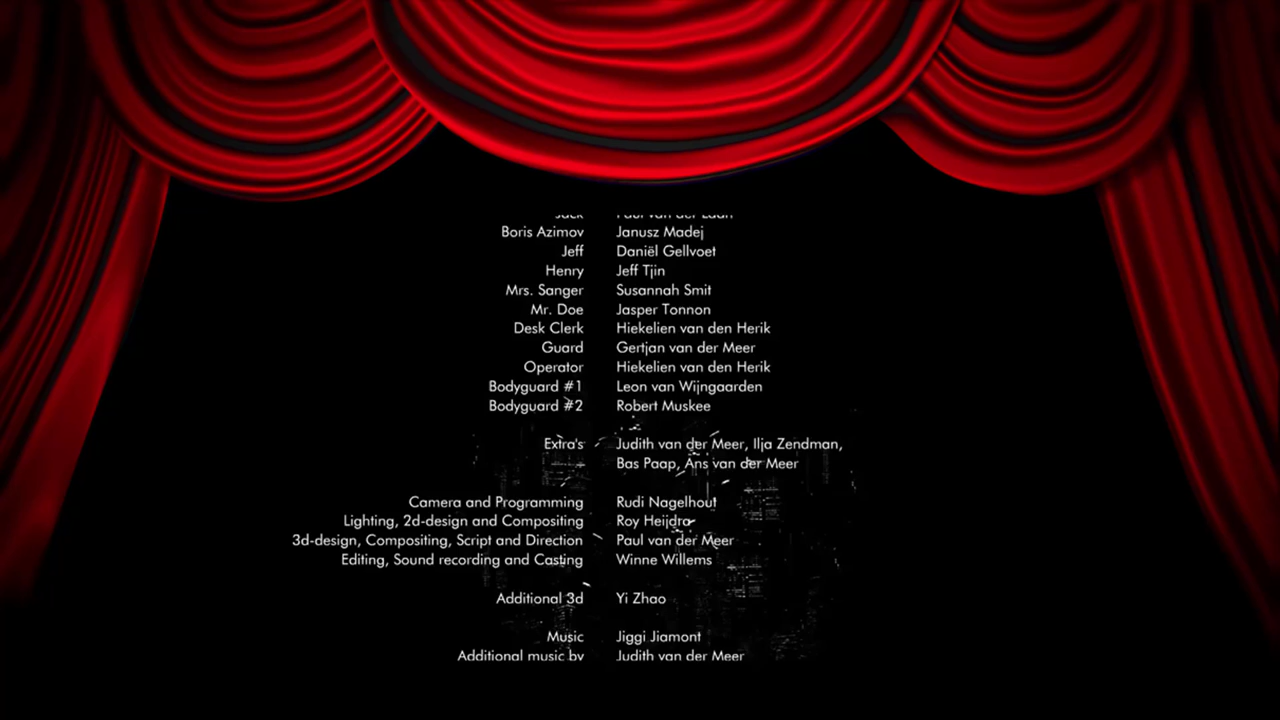 Jack Paul van der Laan
Boris Azimov Janusz Madej
Jeff Daniël Gellvoet
Henry Jeff Tjin
Mrs. Sanger Susannah Smit
Mr. Doe Jasper Tonnon
Desk Clerk Hiekelien van den Herik
Guard Gertjan van der Meer
Operator Hiekelien van den Herik
Bodyguard #1 Leon van Wijngaarden
Bodyguard #2 Robert Muskee
Extra's Judith van der Meer, Ilja Zendman,
Bas Paap, Ans van der Meer
Camera and Programming Rudi Nagelhout
Lighting, 2d-design and Compositing Roy Heijdra
3d-design, Compositing, Script and Direction Paul van der Meer
Editing, Sound recording and Casting Winne Willems
Additional 3d Yi Zhao
Music Jiggi Jiamont
Additional music by Judith van der Meer